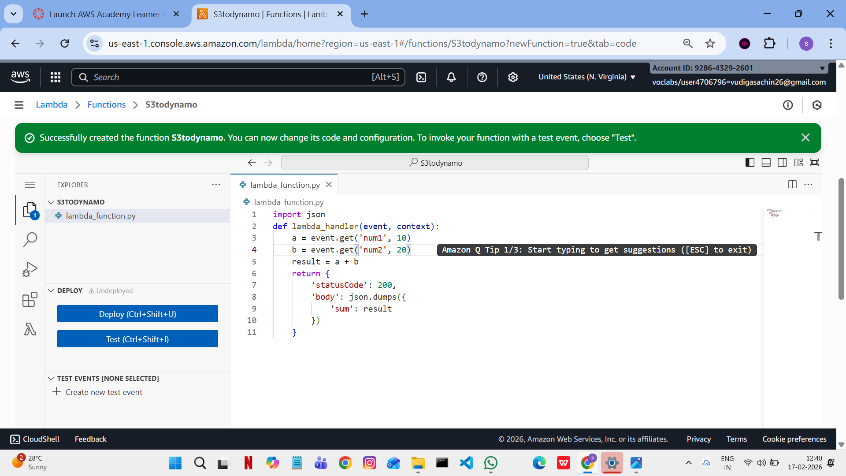 Launch AWS Academy Learner L
S3todynamo | Functions | Lamb
us-east-1.console.aws.amazon.com/lambda/home?region=us-east-1#/functions/S3todynamo?newFunction=true&tab=code
S
aws
Search
[Alt+S]
United States (N. Virginia)
Account ID: 9286-4329-2601
voclabs/user4706796=vudigasachin26@gmail.com
Lambda > Functions > S3todynamo
Successfully created the function S3todynamo. You can now change its code and configuration. To invoke your function with a test event, choose "Test".
S3todynamo
EXPLORER
lambda_function.py
S3TODYNAMO
lambda_function.py
lambda_function.py
1 import json
2 def lambda_handler(event, context):
3     a = event.get('num1', 10)
4     b = event.get('num2', 20)
Amazon Q Tip 1/3: Start typing to get suggestions ([ESC] to exit)
5     result = a + b
6     return {
7         'statusCode': 200,
8         'body': json.dumps({
9             'sum': result
10         })
11     }
DEPLOY
Undeployed
Deploy (Ctrl+Shift+U)
Test (Ctrl+Shift+I)
TEST EVENTS [NONE SELECTED]
Create new test event
CloudShell
Feedback
© 2026, Amazon Web Services, Inc. or its affiliates.
Privacy
Terms
Cookie preferences
2
28°C
Sunny
ENG
IN
12:40
17-02-2026